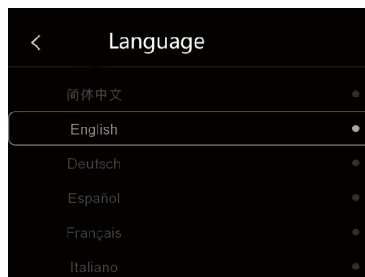 Language
简体中文
English
Deutsch
Español
Français
Italiano